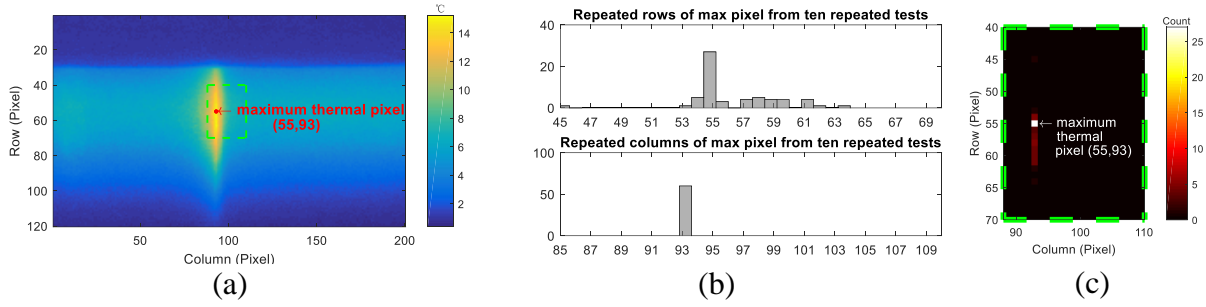 ℃
20
40
60
80
100
120
Row (Pixel)
maximum thermal pixel
(55,93)
50
100
150
200
Column (Pixel)
14
12
10
8
6
4
2
(a)
Repeated rows of max pixel from ten repeated tests
40
20
0
45 47 49 51 53 55 57 59 61 63 65 67 69
Repeated columns of max pixel from ten repeated tests
100
50
0
85 87 89 91 93 95 97 99 101 103 105 107 109
(b)
Count
40
45
50
55
60
65
70
Row (Pixel)
maximum
thermal
pixel (55,93)
90 100 110
Column (Pixel)
25
20
15
10
5
0
(c)